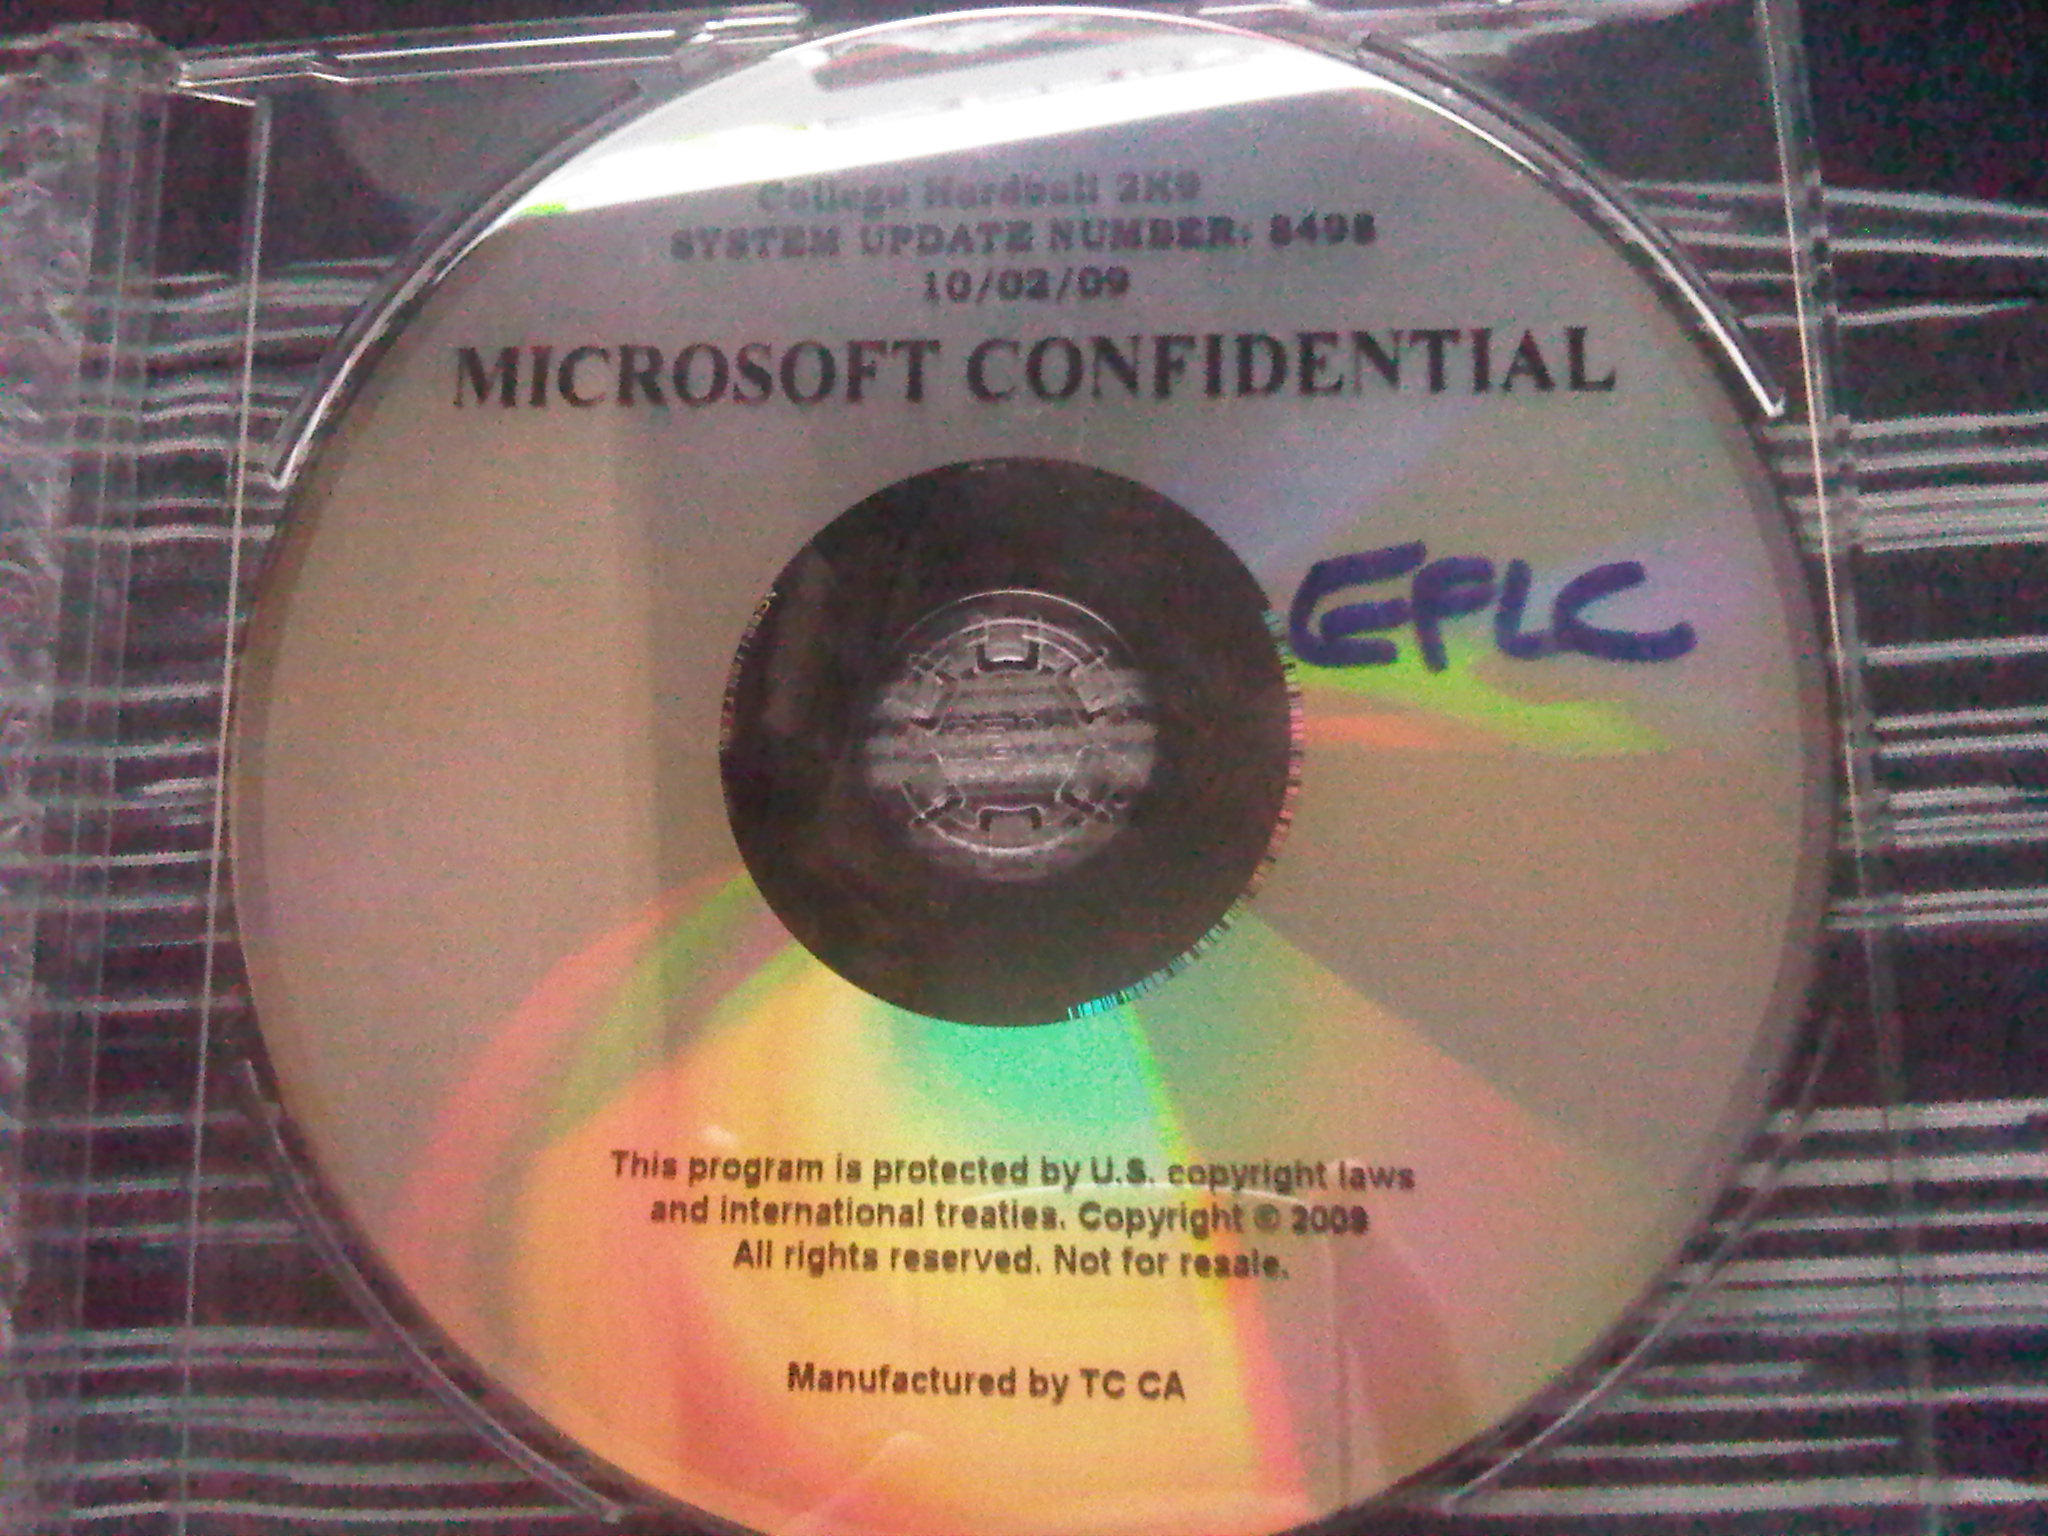 College Hardball 2K9
SYSTEM UPDATE NUMBER: 8498
10/02/09
MICROSOFT CONFIDENTIAL
EPLC
This program is protected by U.S. copyright laws
and international treaties. Copyright © 2009
All rights reserved. Not for resale.
Manufactured by TC CA